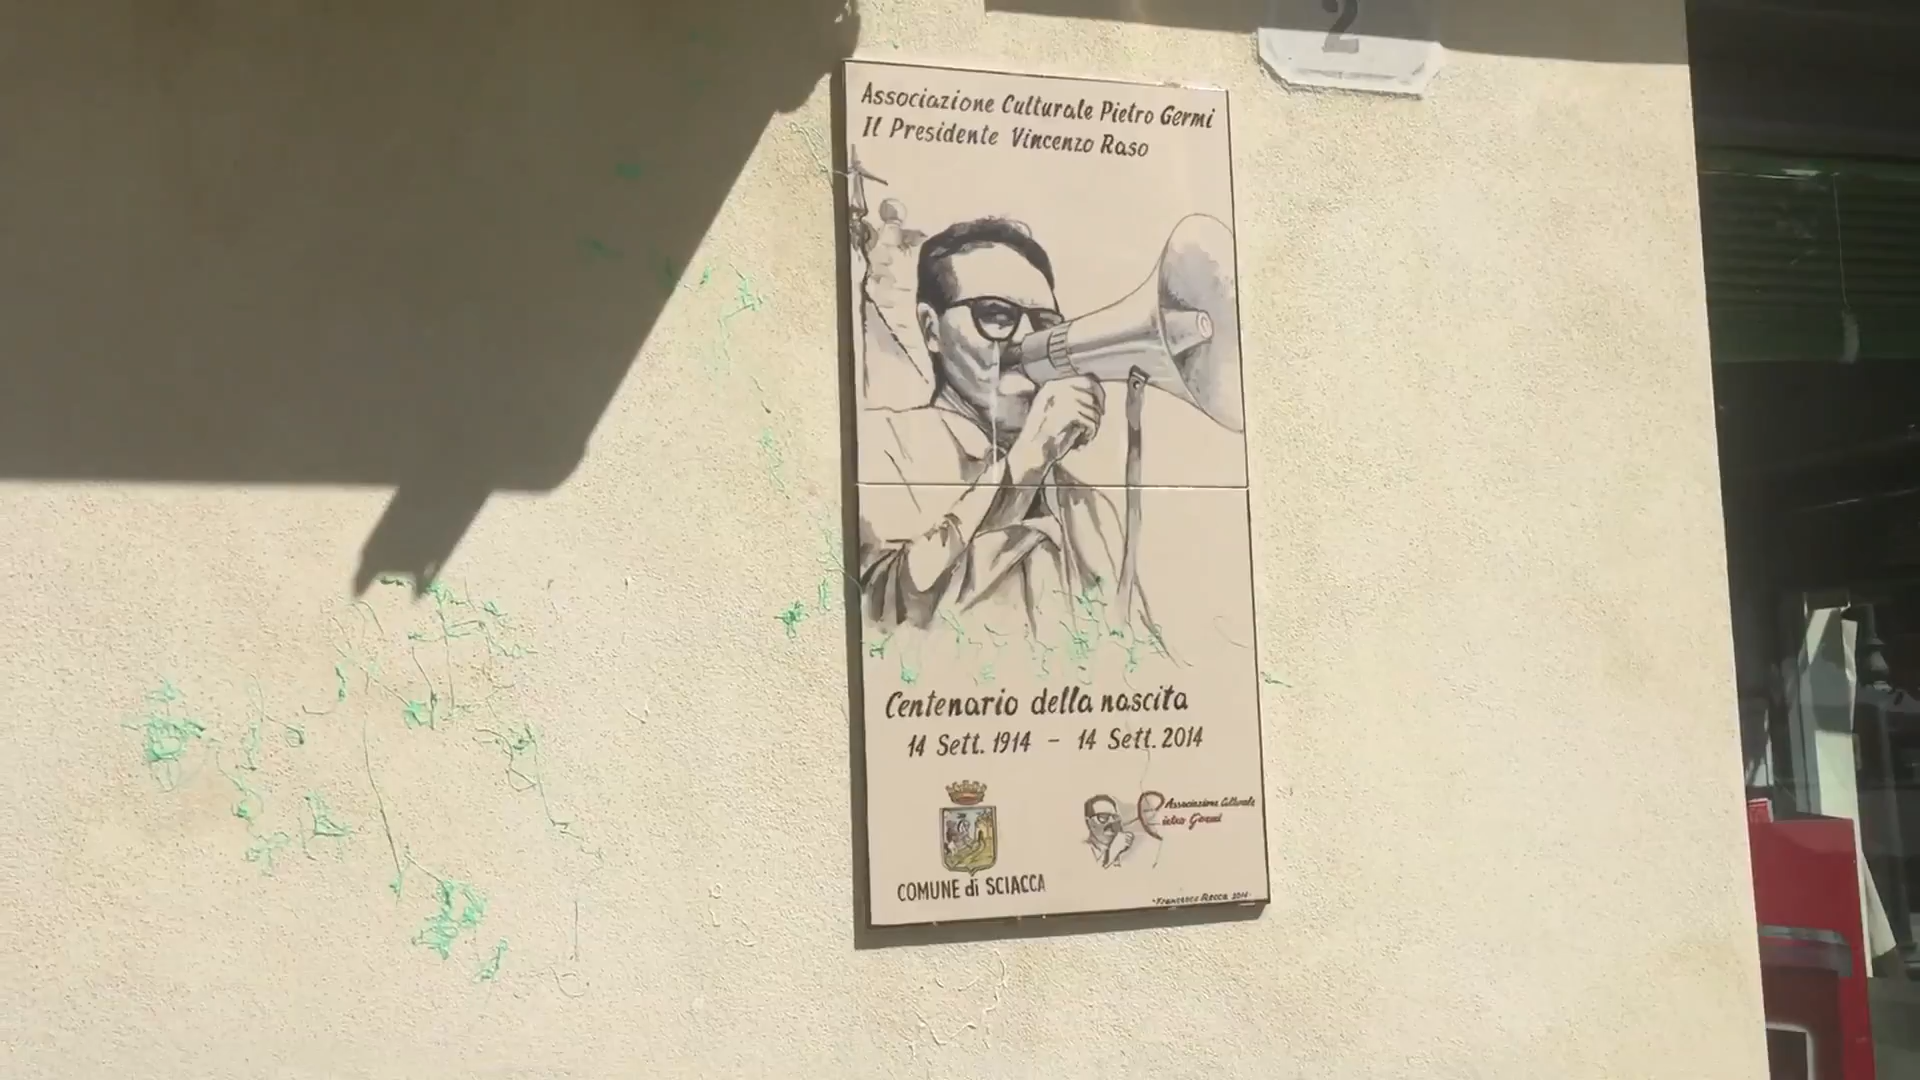 2
Associazione Culturale Pietro Germi
Il Presidente Vincenzo Raso
Centenario della nascita
14 Sett. 1914 - 14 Sett. 2014
Associazione Culturale
Pietro Germi
COMUNE di SCIACCA
2014